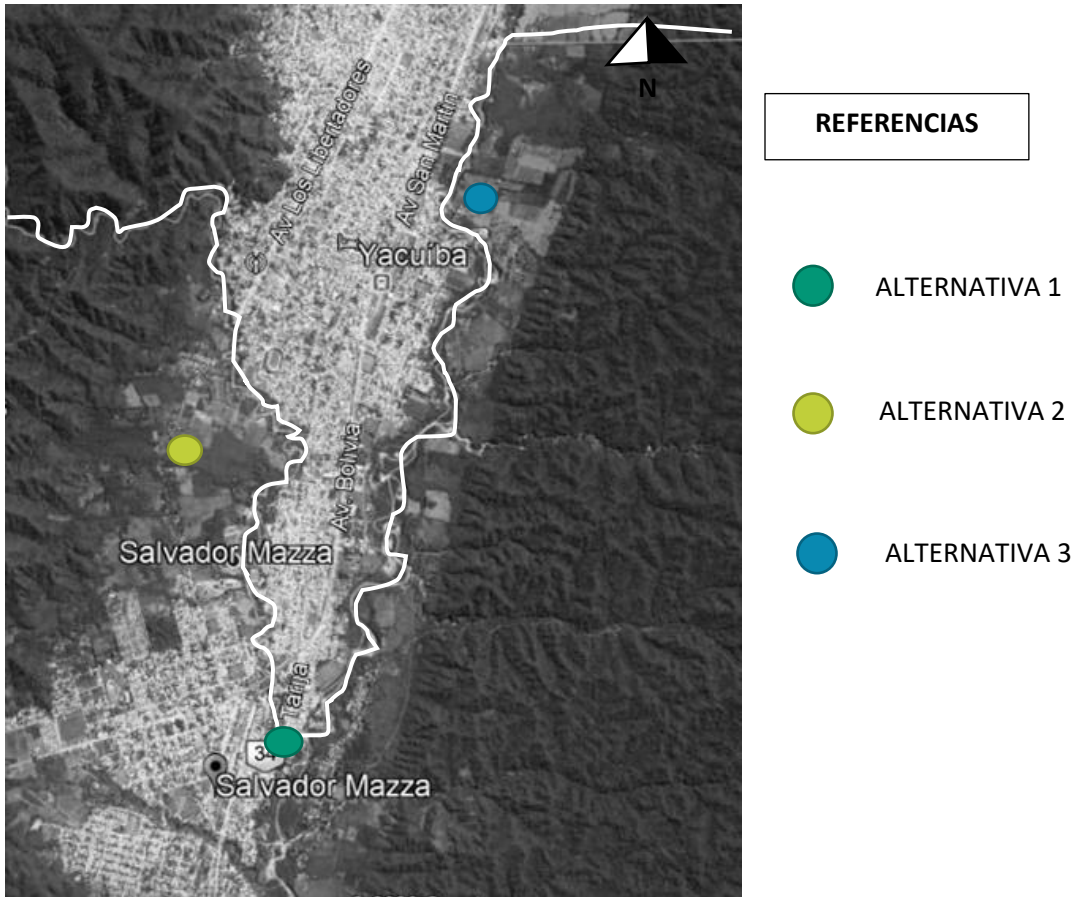 N
Av Los Libertadores
Av San Martin
Yacuiba
Av. Bolivia
Salvador Mazza
Tarija
34
Salvador Mazza
REFERENCIAS
ALTERNATIVA 1
ALTERNATIVA 2
ALTERNATIVA 3